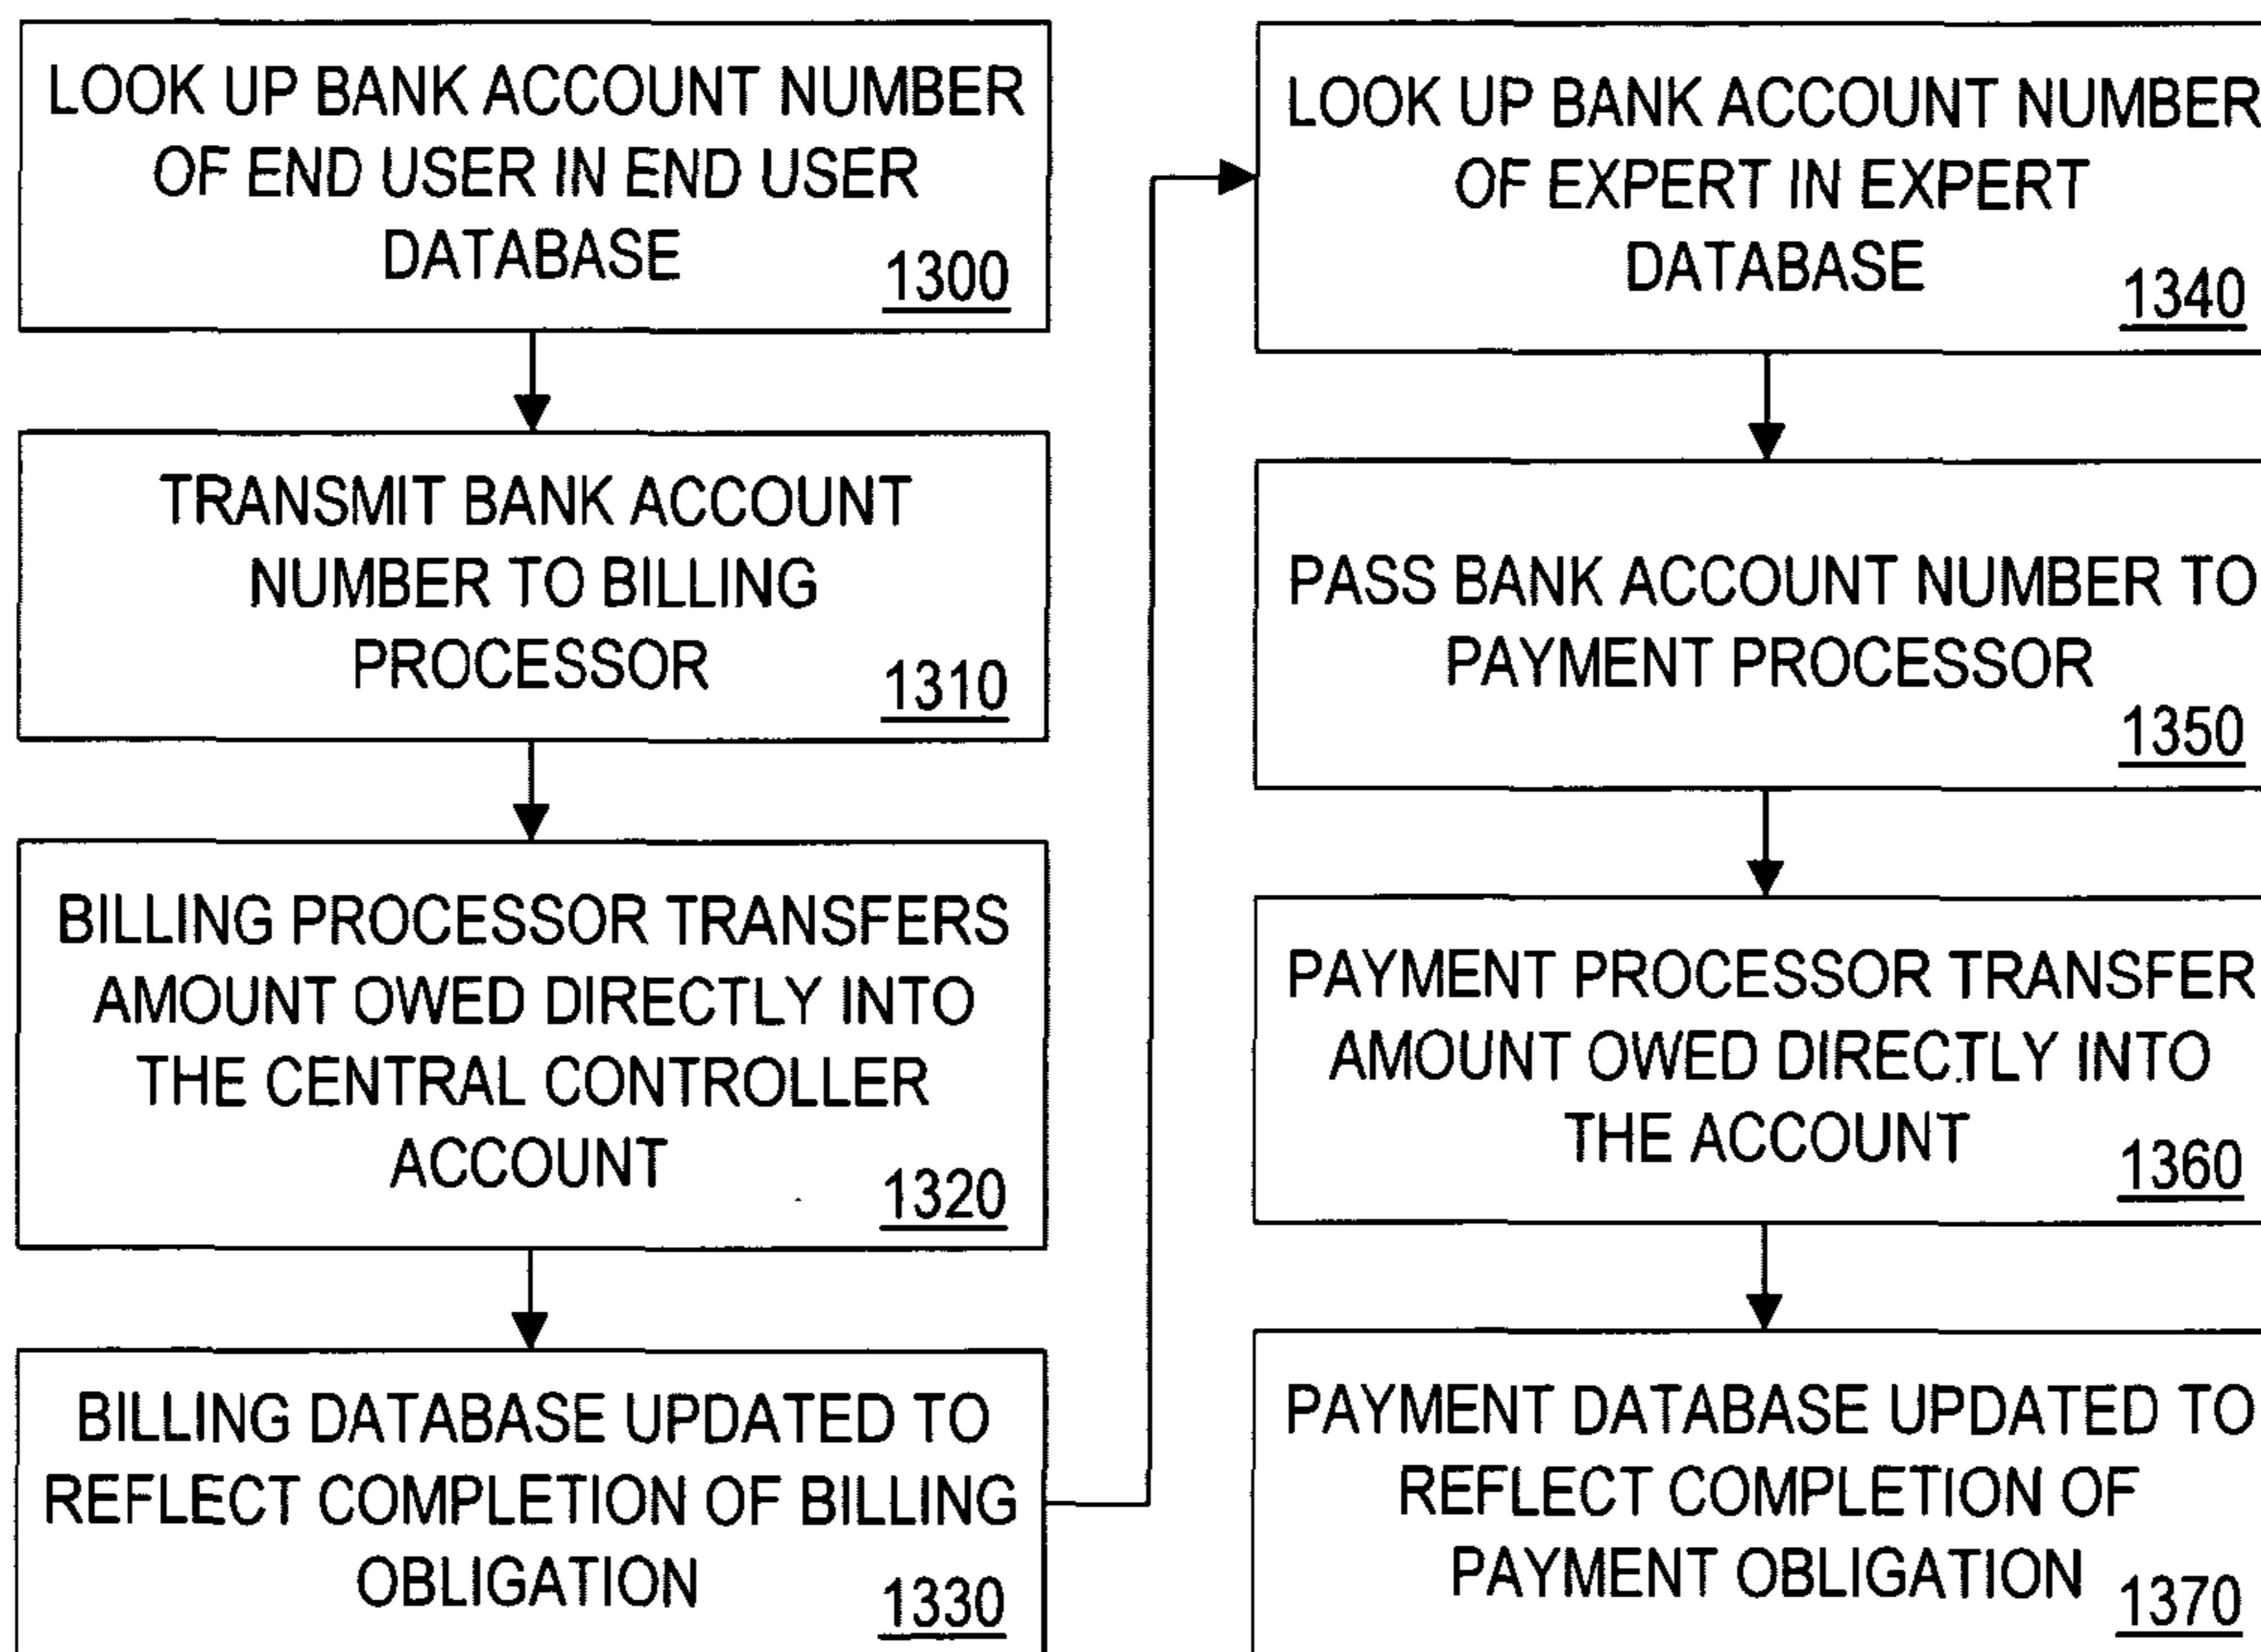 LOOK UP BANK ACCOUNT NUMBER
OF END USER IN END USER
DATABASE
1300
TRANSMIT BANK ACCOUNT
NUMBER TO BILLING
PROCESSOR
1310
BILLING PROCESSOR TRANSFERS
AMOUNT OWED DIRECTLY INTO
THE CENTRAL CONTROLLER
ACCOUNT
1320
BILLING DATABASE UPDATED TO
REFLECT COMPLETION OF BILLING
OBLIGATION
1330
LOOK UP BANK ACCOUNT NUMBER
OF EXPERT IN EXPERT
DATABASE
1340
PASS BANK ACCOUNT NUMBER TO
PAYMENT PROCESSOR
1350
PAYMENT PROCESSOR TRANSFER
AMOUNT OWED DIRECTLY INTO
THE ACCOUNT
1360
PAYMENT DATABASE UPDATED TO
REFLECT COMPLETION OF
PAYMENT OBLIGATION
1370